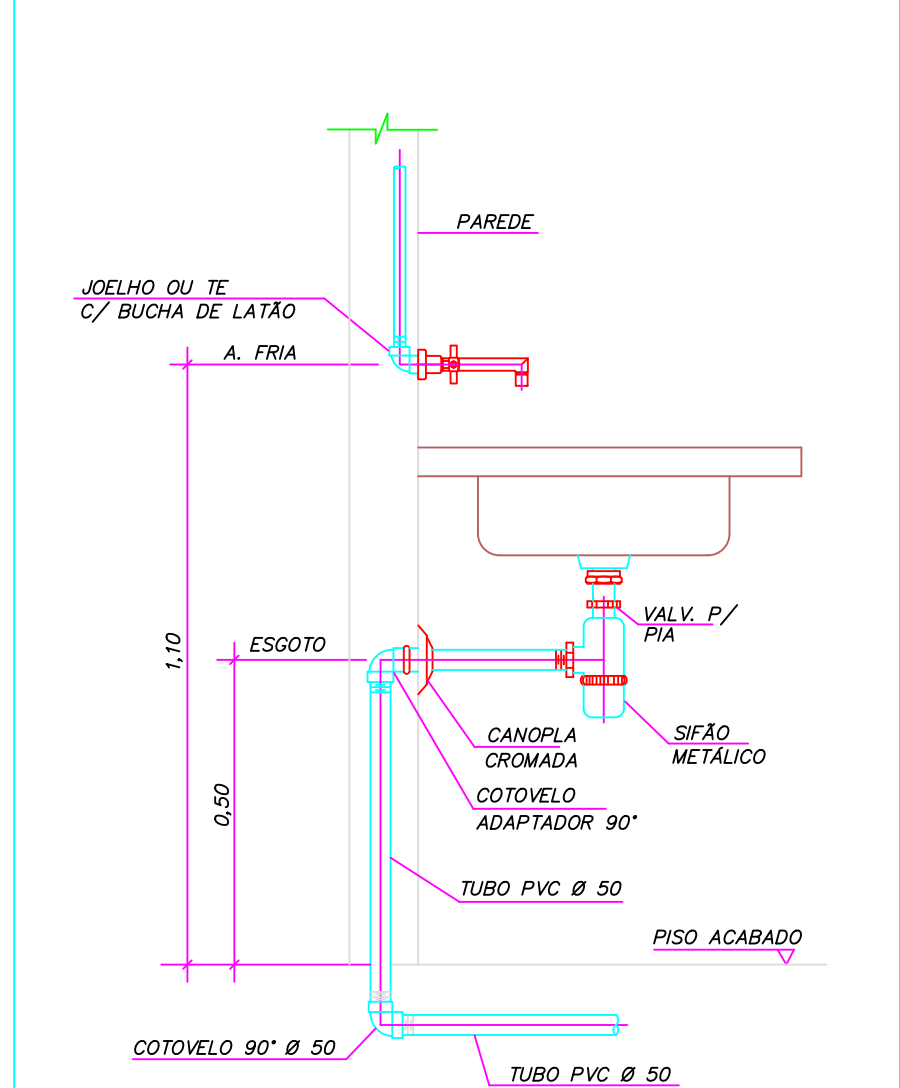 PAREDE
JOELHO OU TE
C/ BUCHA DE LATÃO
A. FRIA
VALV. P/
PIA
1,10
ESGOTO
CANOPLA
CROMADA
SIFÃO
METÁLICO
0,50
COTOVELO
ADAPTADOR 90°
TUBO PVC Ø 50
PISO ACABADO
COTOVELO 90° Ø 50
TUBO PVC Ø 50